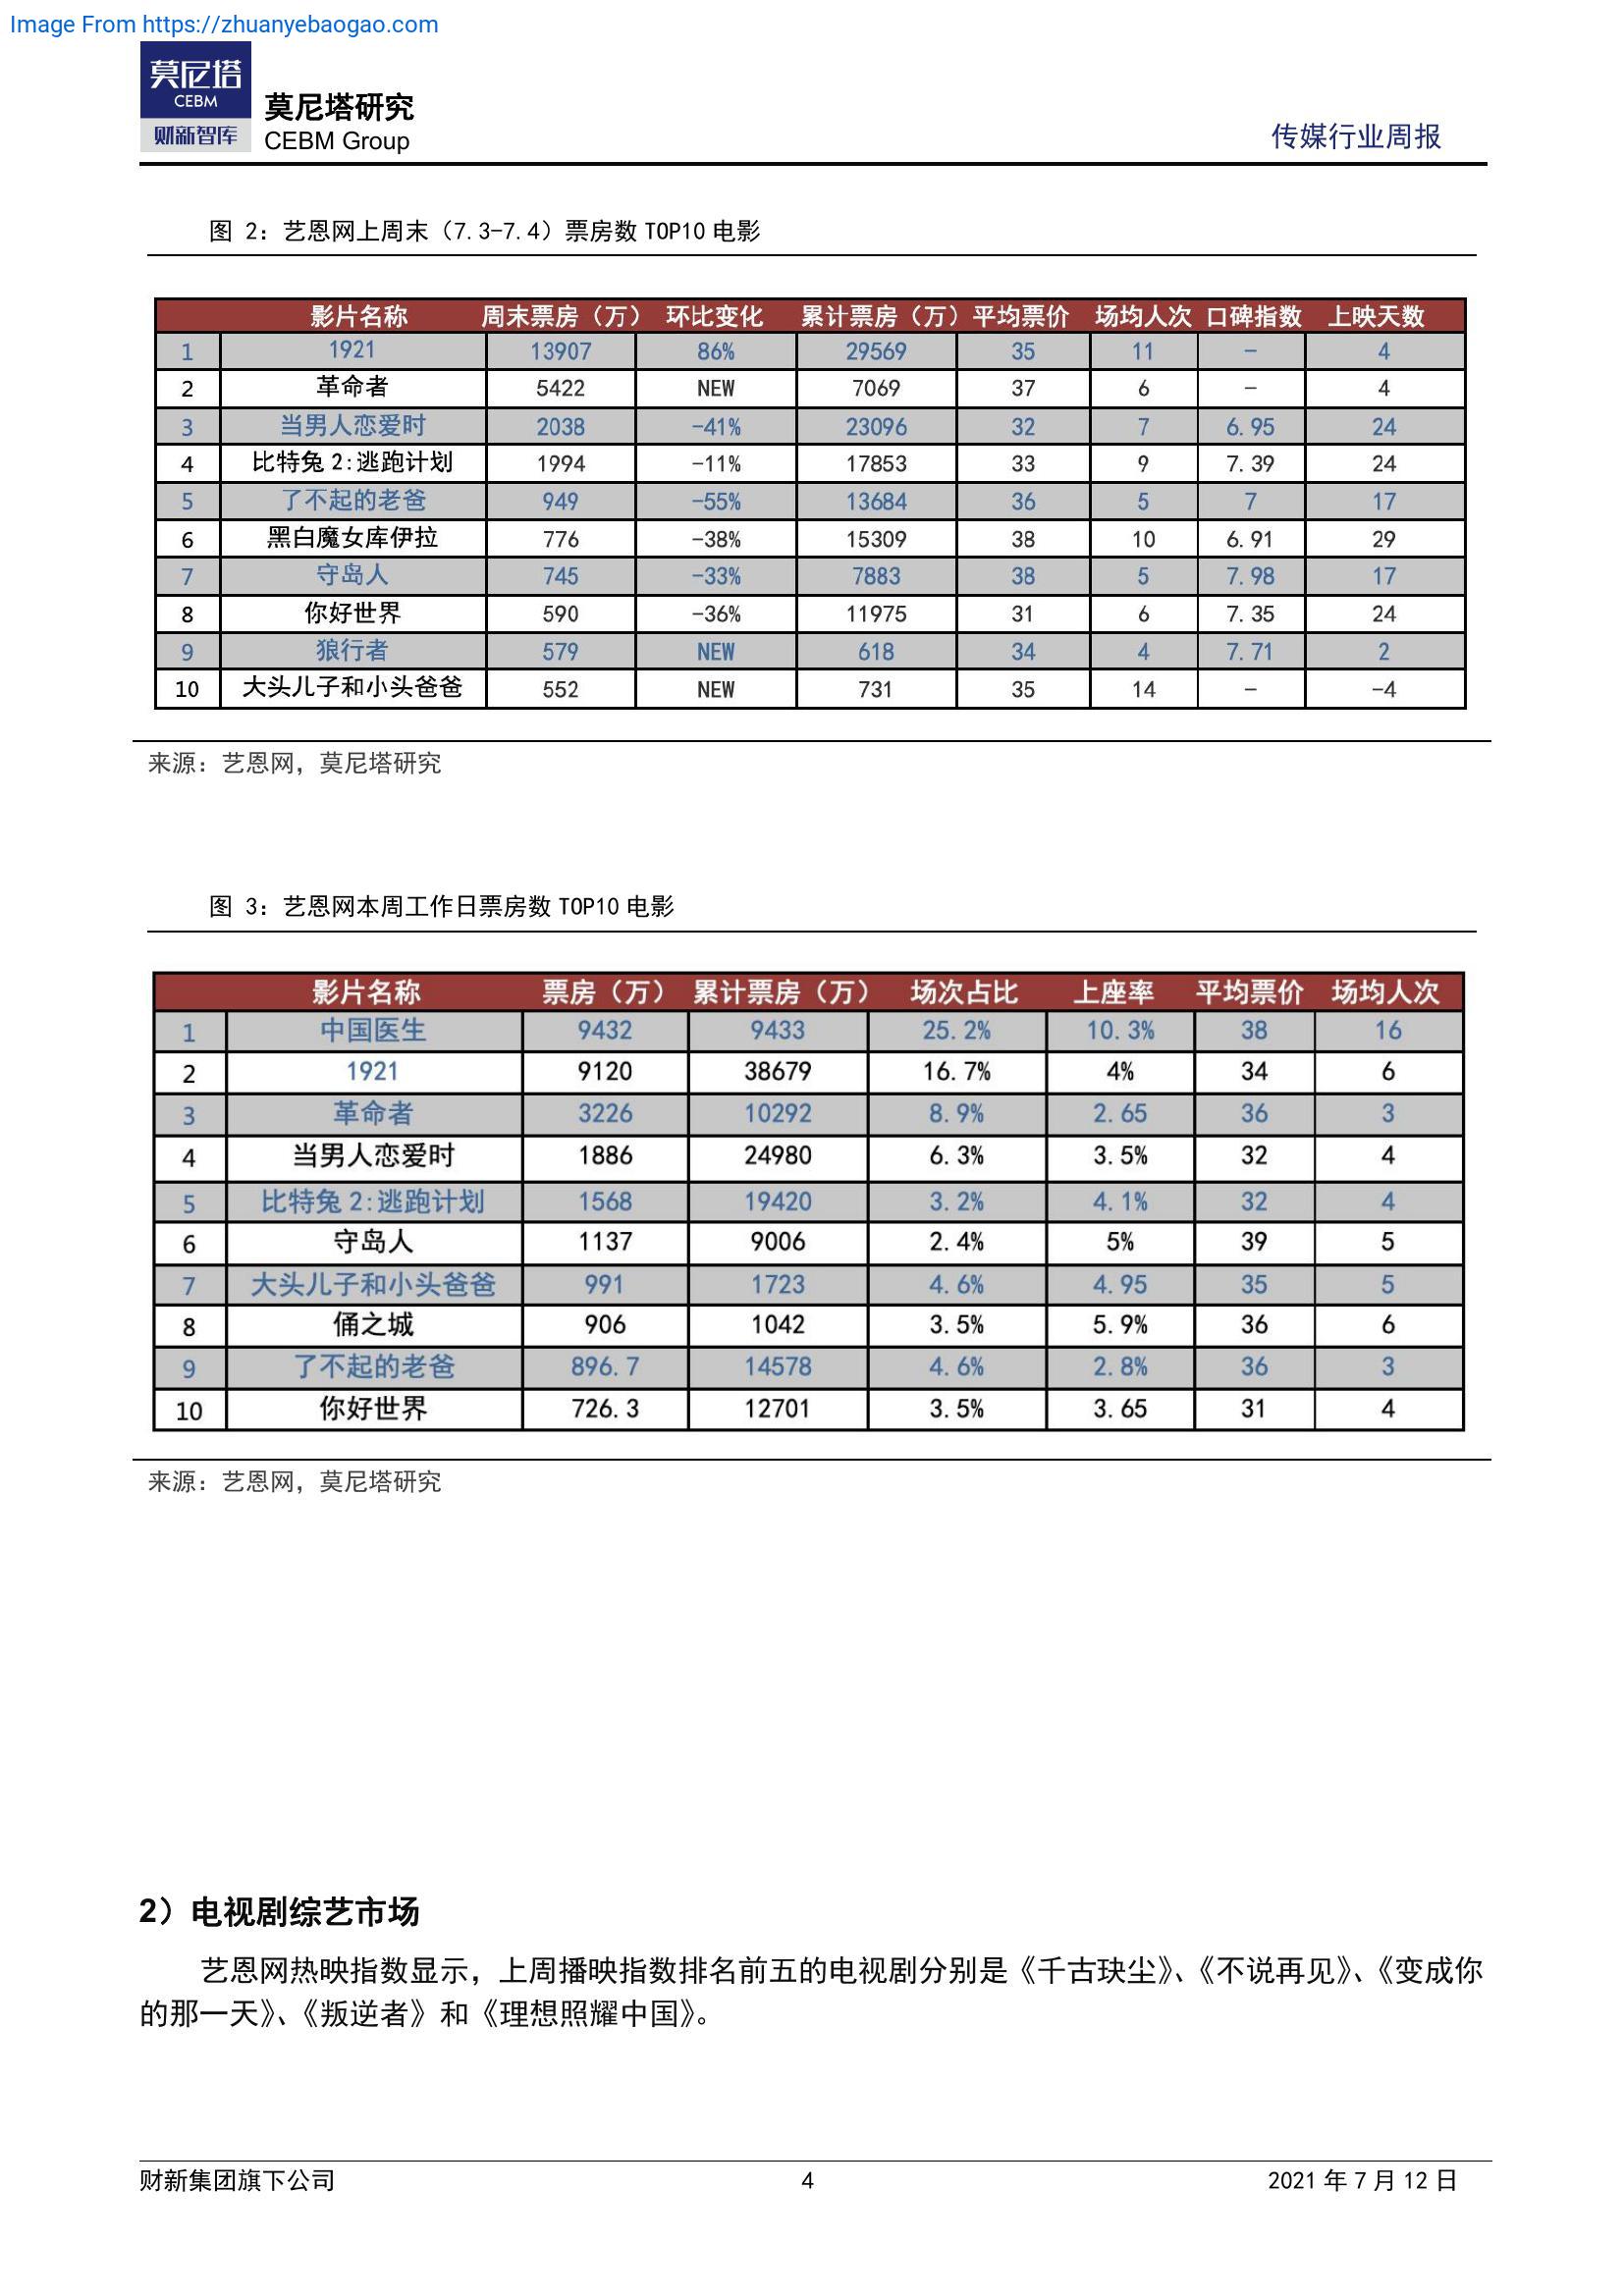 Image From https://zhuanyebaogao.com
莫尼塔
CEBM
财新智库
莫尼塔研究
CEBM Group
传媒行业周报
图 2：艺恩网上周末（7.3-7.4）票房数 TOP10 电影
影片名称 周末票房（万） 环比变化 累计票房（万） 平均票价 场均人次 口碑指数 上映天数
1 1921 13907 86% 29569 35 11 - 4
2 革命者 5422 NEW 7069 37 6 - 4
3 当男人恋爱时 2038 -41% 23096 32 7 6.95 24
4 比特兔 2:逃跑计划 1994 -11% 17853 33 9 7.39 24
5 了不起的老爸 949 -55% 13684 36 5 7 17
6 黑白魔女库伊拉 776 -38% 15309 38 10 6.91 29
7 守岛人 745 -33% 7883 38 5 7.98 17
8 你好世界 590 -36% 11975 31 6 7.35 24
9 狼行者 579 NEW 618 34 4 7.71 2
10 大头儿子和小头爸爸 552 NEW 731 35 14 - -4
来源：艺恩网，莫尼塔研究
图 3：艺恩网本周工作日票房数 TOP10 电影
影片名称 票房（万） 累计票房（万） 场次占比 上座率 平均票价 场均人次
1 中国医生 9432 9433 25.2% 10.3% 38 16
2 1921 9120 38679 16.7% 4% 34 6
3 革命者 3226 10292 8.9% 2.65 36 3
4 当男人恋爱时 1886 24980 6.3% 3.5% 32 4
5 比特兔 2:逃跑计划 1568 19420 3.2% 4.1% 32 4
6 守岛人 1137 9006 2.4% 5% 39 5
7 大头儿子和小头爸爸 991 1723 4.6% 4.95 35 5
8 俑之城 906 1042 3.5% 5.9% 36 6
9 了不起的老爸 896.7 14578 4.6% 2.8% 36 3
10 你好世界 726.3 12701 3.5% 3.65 31 4
来源：艺恩网，莫尼塔研究
2）电视剧综艺市场
艺恩网热映指数显示，上周播映指数排名前五的电视剧分别是《千古玦尘》、《不说再见》、《变成你
的那一天》、《叛逆者》和《理想照耀中国》。
财新集团旗下公司 4 2021 年 7 月 12 日